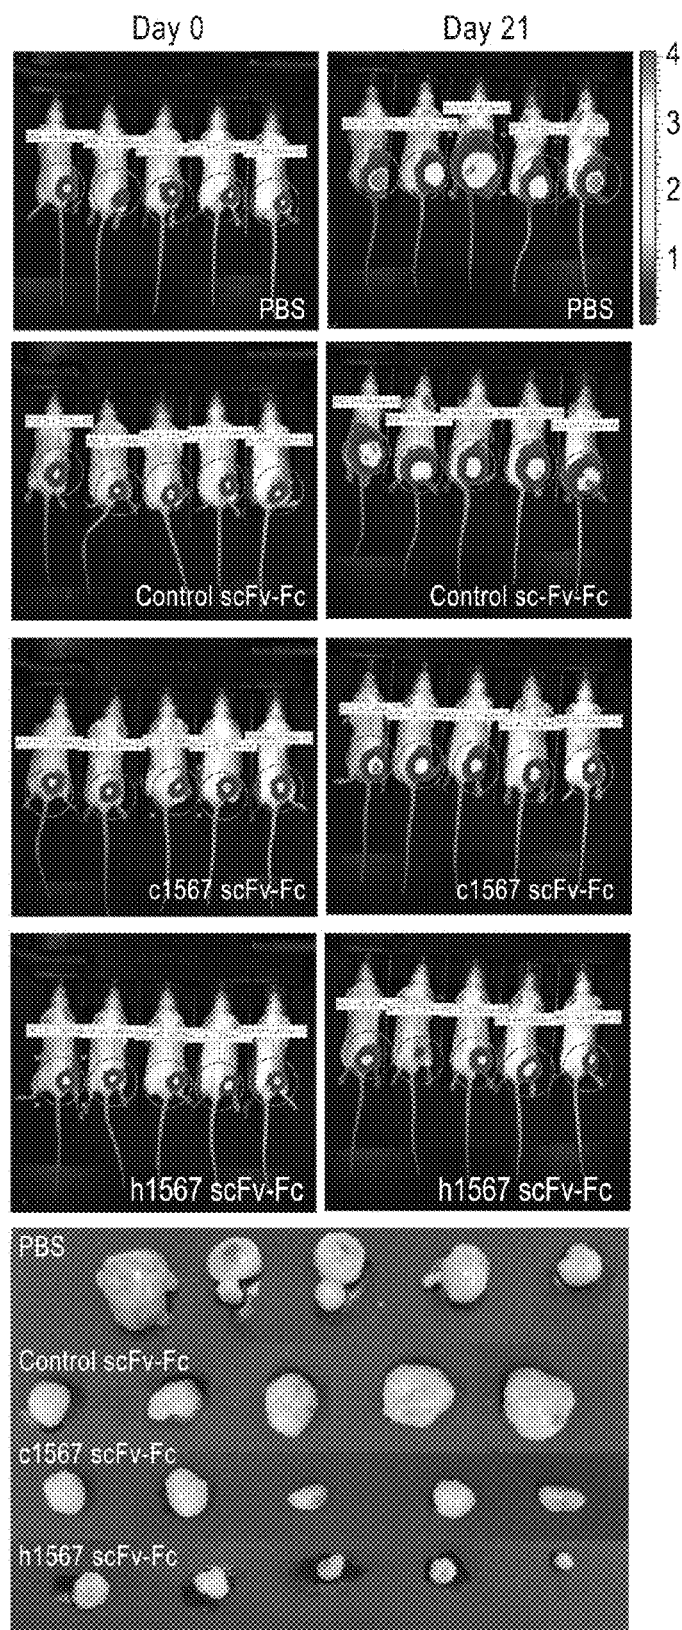 Day 0 Day 21
4
3
2
1
PBS PBS
Control scFv-Fc Control sc-Fv-Fc
c1567 scFv-Fc c1567 scFv-Fc
h1567 scFv-Fc h1567 scFv-Fc
PBS
Control scFv-Fc
c1567 scFv-Fc
h1567 scFv-Fc